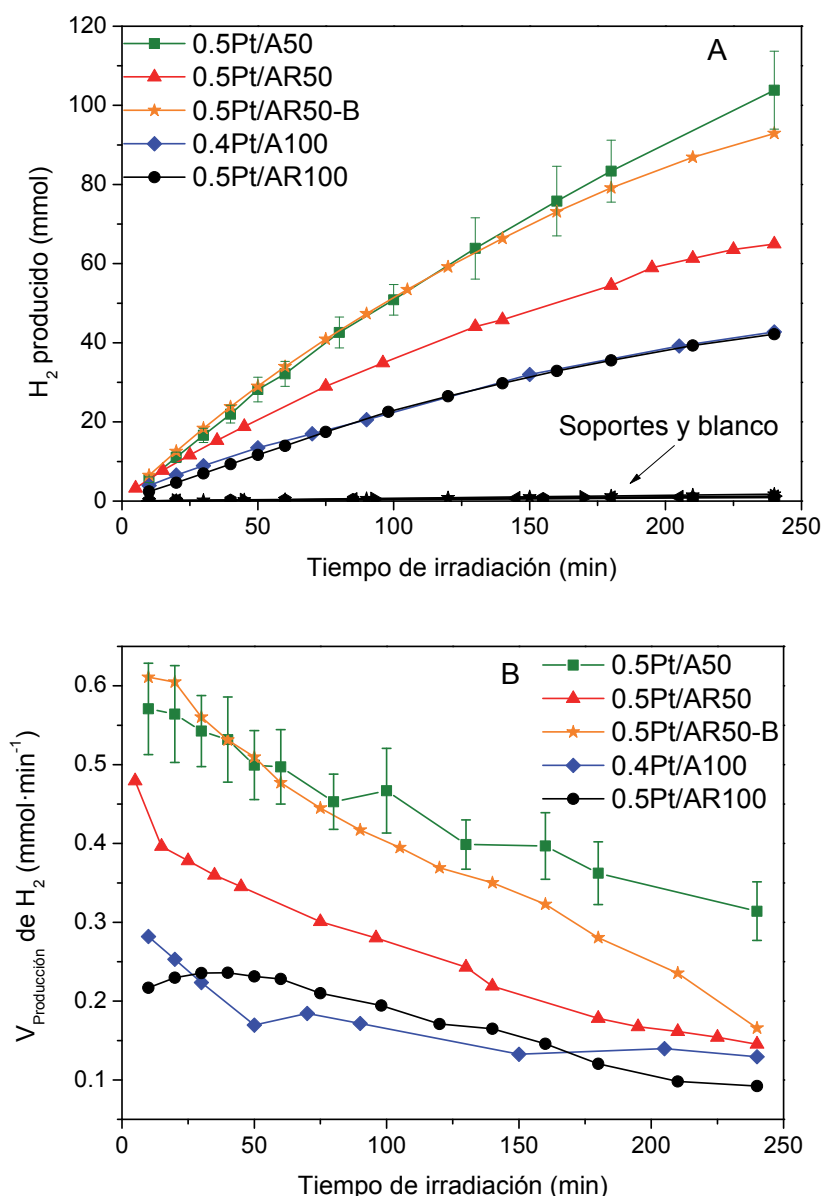 A
120
100
80
60
40
20
0
H₂ producido (mmol)
0.5Pt/A50
0.5Pt/AR50
0.5Pt/AR50-B
0.4Pt/A100
0.5Pt/AR100
Soportes y blanco
0 50 100 150 200 250
Tiempo de irradiación (min)
B
0.6
0.5
0.4
0.3
0.2
0.1
V Producción de H₂ (mmol·min⁻¹)
0.5Pt/A50
0.5Pt/AR50
0.5Pt/AR50-B
0.4Pt/A100
0.5Pt/AR100
0 50 100 150 200 250
Tiempo de irradiación (min)